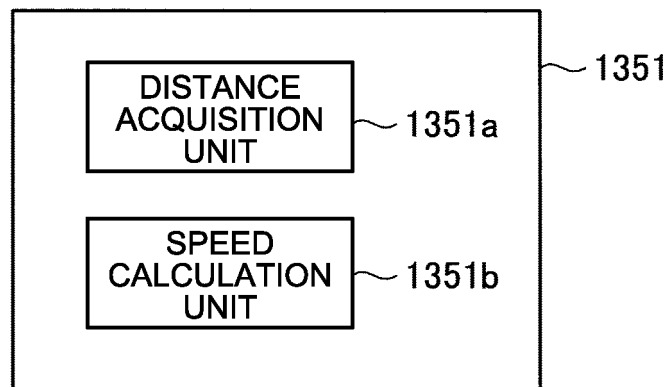 1351
DISTANCE
ACQUISITION
UNIT
1351a
SPEED
CALCULATION
UNIT
1351b